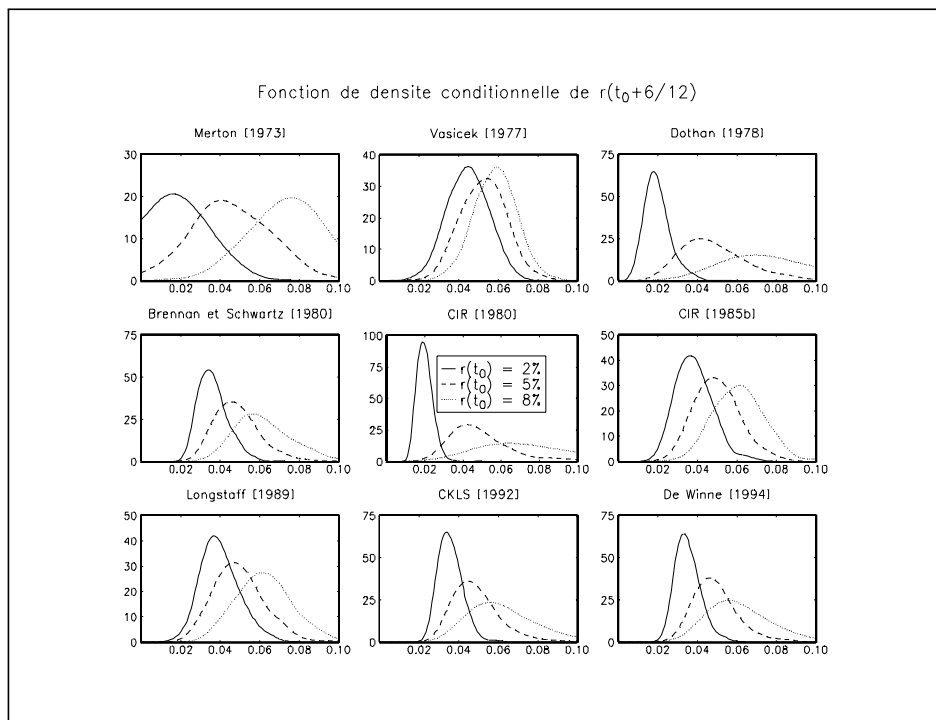 Fonction de densite conditionnelle de r(t₀+6/12)
Merton [1973]
30
20
10
0
0.02 0.04 0.06 0.08 0.10
Vasicek [1977]
40
30
20
10
0
0.02 0.04 0.06 0.08 0.10
Dothan [1978]
75
50
25
0
0.02 0.04 0.06 0.08 0.10
Brennan et Schwartz [1980]
75
50
25
0
0.02 0.04 0.06 0.08 0.10
CIR [1980]
100
75
50
25
0
r(t₀) = 2%
r(t₀) = 5%
r(t₀) = 8%
0.02 0.04 0.06 0.08 0.10
CIR [1985b]
50
40
30
20
10
0
0.02 0.04 0.06 0.08 0.10
Longstaff [1989]
50
40
30
20
10
0
0.02 0.04 0.06 0.08 0.10
CKLS [1992]
75
50
25
0
0.02 0.04 0.06 0.08 0.10
De Winne [1994]
75
50
25
0
0.02 0.04 0.06 0.08 0.10